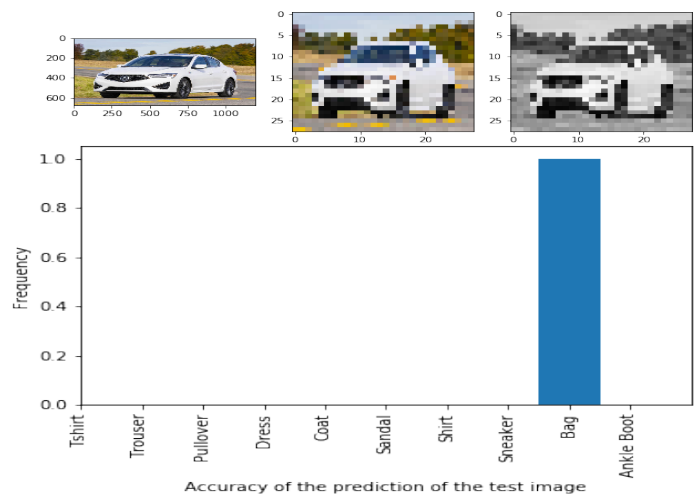 0
200
400
600
0 250 500 750 1000
0
5
10
15
20
25
0 10 20
0
5
10
15
20
25
0 10 20
1.0
0.8
0.6
0.4
0.2
0.0
Frequency
Tshirt
Trouser
Pullover
Dress
Coat
Sandal
Shirt
Sneaker
Bag
Ankle Boot
Accuracy of the prediction of the test image